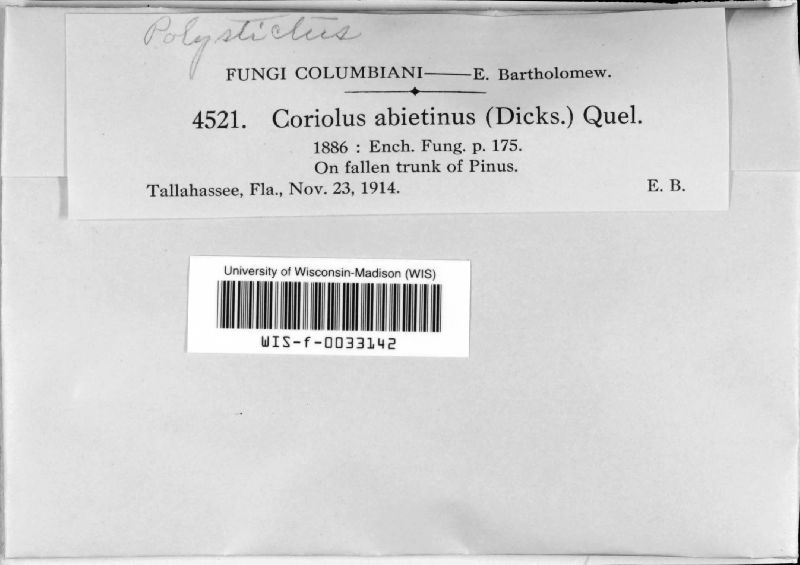 Polystictus
FUNGI COLUMBIANI—E. Bartholomew.
4521. Coriolus abietinus (Dicks.) Quel.
1886 : Ench. Fung. p. 175.
On fallen trunk of Pinus.
Tallahassee, Fla., Nov. 23, 1914. E. B.
University of Wisconsin-Madison (WIS)
WIS-f-0033142